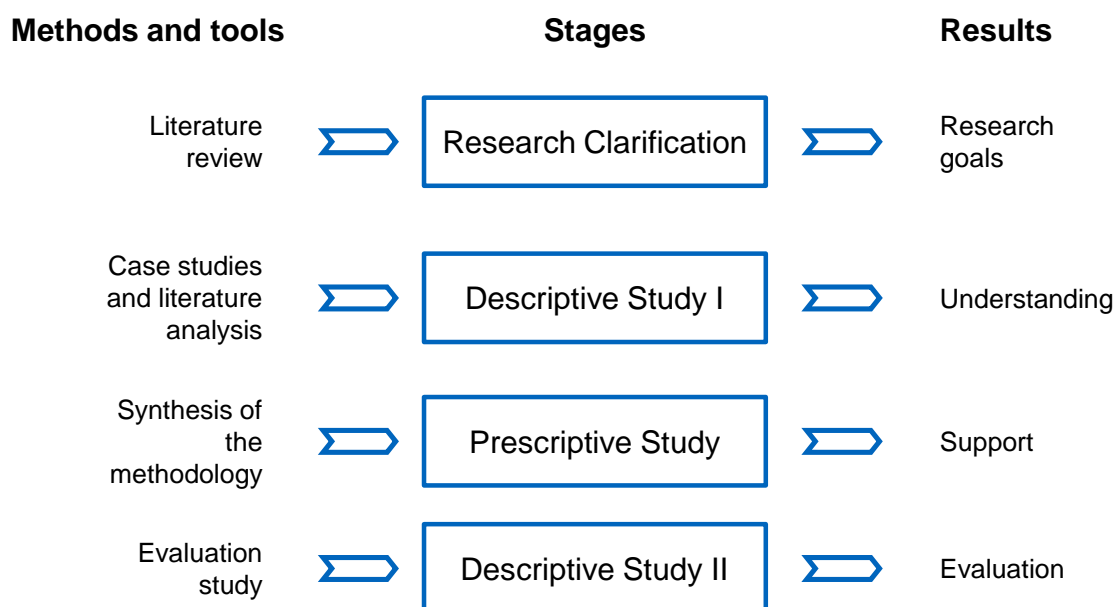 Methods and tools
Stages
Results
Literature
review
Research Clarification
Research
goals
Case studies
and literature
analysis
Descriptive Study I
Understanding
Synthesis of
the
methodology
Prescriptive Study
Support
Evaluation
study
Descriptive Study II
Evaluation